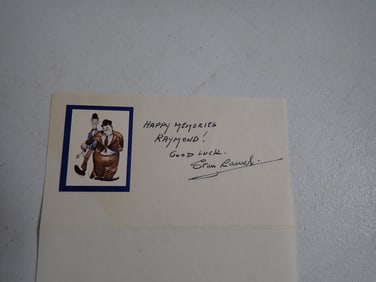 HAPPY MEMORIES
RAYMOND!
GOOD LUCK.
Stan Laurel.